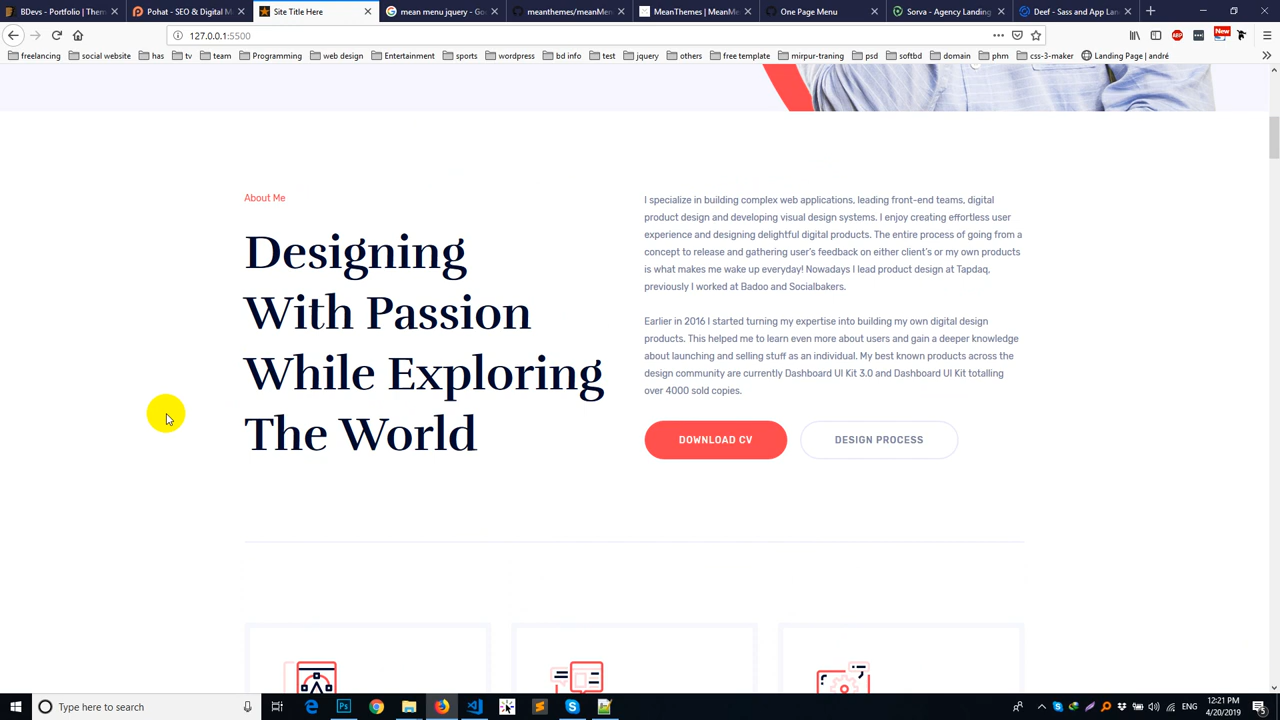 BDevs - Portfolio | Them
Pohat - SEO & Digital M
Site Title Here
mean menu jquery - Goo
meanthemes/meanMenu
MeanThemes | MeanMe
One Page Menu
Sorva - Agency Landing
Deef - Sass and App Lan
127.0.0.1:5500
New
ABP
freelancing
social website
has
tv
team
Programming
web design
Entertainment
sports
wordpress
bd info
test
jquery
others
free template
mirpur-traning
psd
softbd
domain
phm
css-3-maker
Landing Page | andré
About Me
Designing
With Passion
While Exploring
The World
I specialize in building complex web applications, leading front-end teams, digital
product design and developing visual design systems. I enjoy creating effortless user
experience and designing delightful digital products. The entire process of going from a
concept to release and gathering user's feedback on either client's or my own products
is what makes me wake up everyday! Nowadays I lead product design at Tapdaq,
previously I worked at Badoo and Socialbakers.
Earlier in 2016 I started turning my expertise into building my own digital design
products. This helped me to learn even more about users and gain a deeper knowledge
about launching and selling stuff as an individual. My best known products across the
design community are currently Dashboard UI Kit 3.0 and Dashboard UI Kit totalling
over 4000 sold copies.
DOWNLOAD CV
DESIGN PROCESS
Type here to search
ENG
12:21 PM
4/20/2019
5